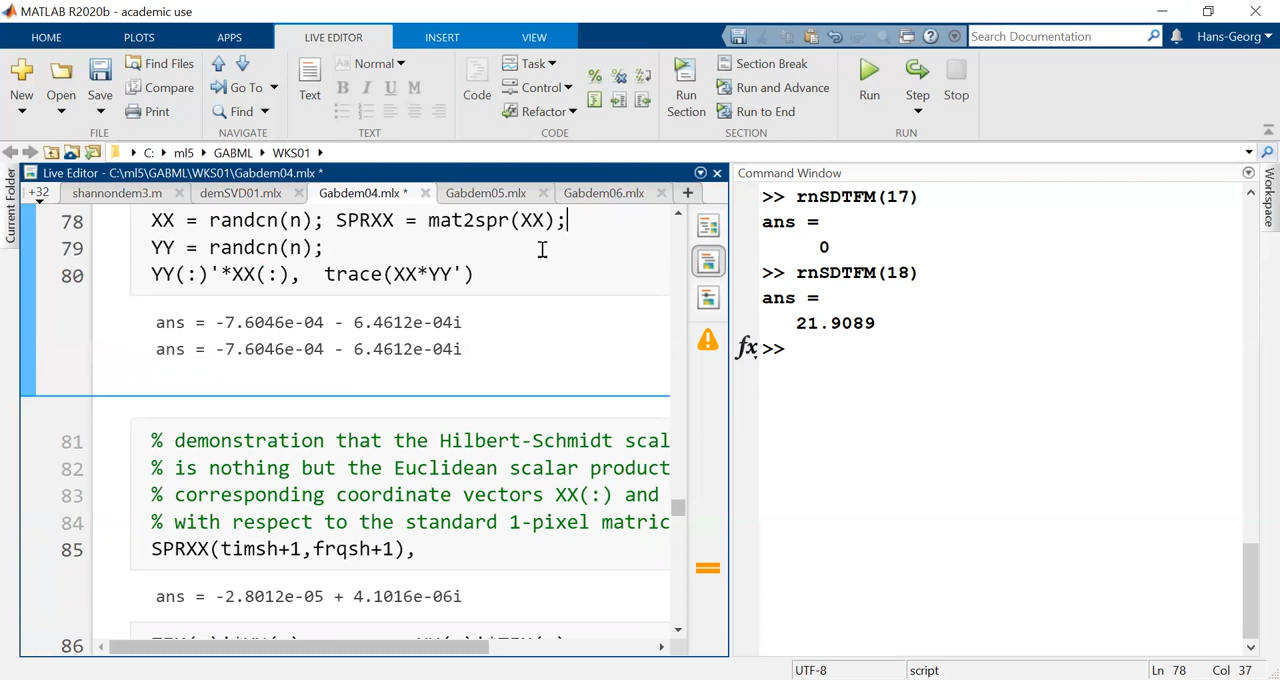 MATLAB R2020b - academic use
HOME PLOTS APPS LIVE EDITOR INSERT VIEW Search Documentation Hans-Georg
New Open Save Find Files Compare Print Go To Find Text Aa Normal B I U M Code Task Control Refactor Run Section Section Break Run and Advance Run to End Run Step Stop
FILE NAVIGATE TEXT CODE SECTION RUN
C: ml5 GABML WKS01
Current Folder
Live Editor - C:\ml5\GABML\WKS01\Gabdem04.mlx *
+32 shannondem3.m demSVD01.mlx Gabdem04.mlx * Gabdem05.mlx Gabdem06.mlx
78 XX = randcn(n); SPRXX = mat2spr(XX);
79 YY = randcn(n);
80 YY(:)'*XX(:), trace(XX*YY')
ans = -7.6046e-04 - 6.4612e-04i
ans = -7.6046e-04 - 6.4612e-04i
81 % demonstration that the Hilbert-Schmidt scal
82 % is nothing but the Euclidean scalar product
83 % corresponding coordinate vectors XX(:) and
84 % with respect to the standard 1-pixel matric
85 SPRXX(timsh+1,frqsh+1),
ans = -2.8012e-05 + 4.1016e-06i
86
Command Window
>> rnSDTFM(17)
ans =
0
>> rnSDTFM(18)
ans =
21.9089
fx >>
Workspace
UTF-8 script Ln 78 Col 37